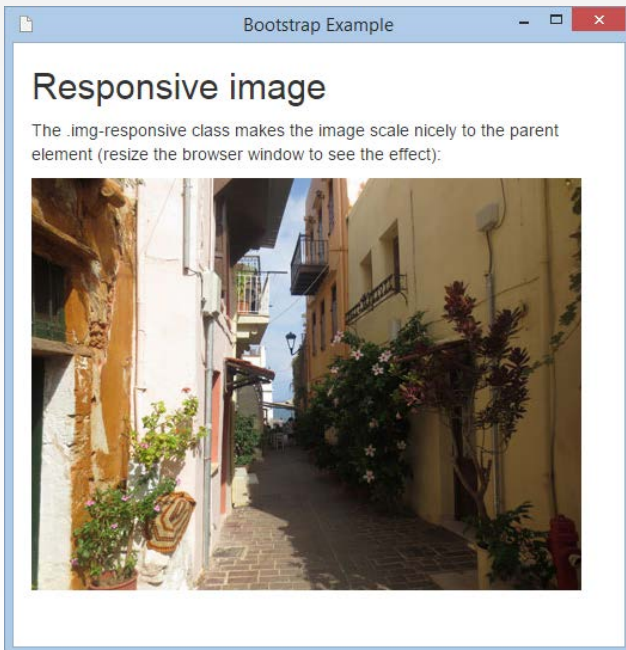 Bootstrap Example
Responsive image
The .img-responsive class makes the image scale nicely to the parent
element (resize the browser window to see the effect):